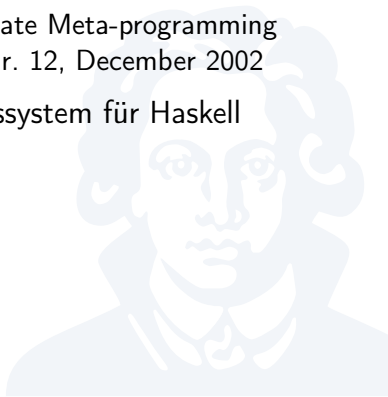 ate Meta-programming
r. 12, December 2002
ssystem für Haskell